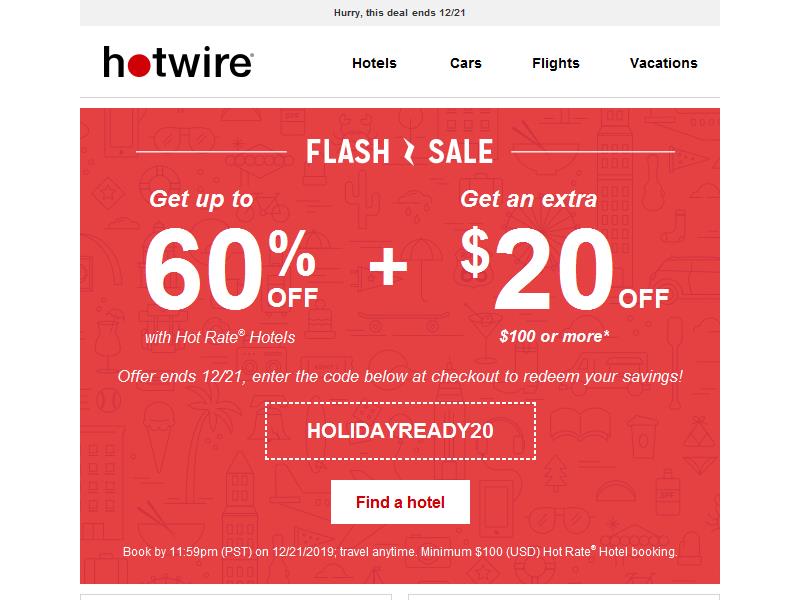 Hurry, this deal ends 12/21
hotwire®
Hotels Cars Flights Vacations
FLASH SALE
Get up to
60% OFF
with Hot Rate® Hotels
+
Get an extra
$20 OFF
$100 or more*
Offer ends 12/21, enter the code below at checkout to redeem your savings!
HOLIDAYREADY20
Find a hotel
Book by 11:59pm (PST) on 12/21/2019; travel anytime. Minimum $100 (USD) Hot Rate® Hotel booking.